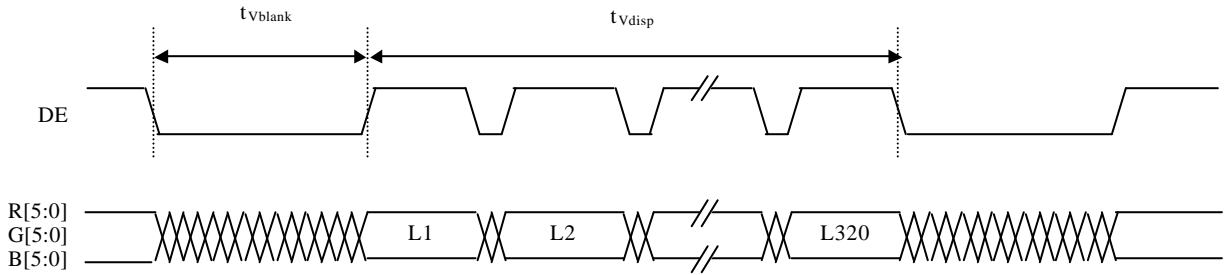 tVblank
tVdisp
DE
R[5:0]
G[5:0]
B[5:0]
L1
L2
L320